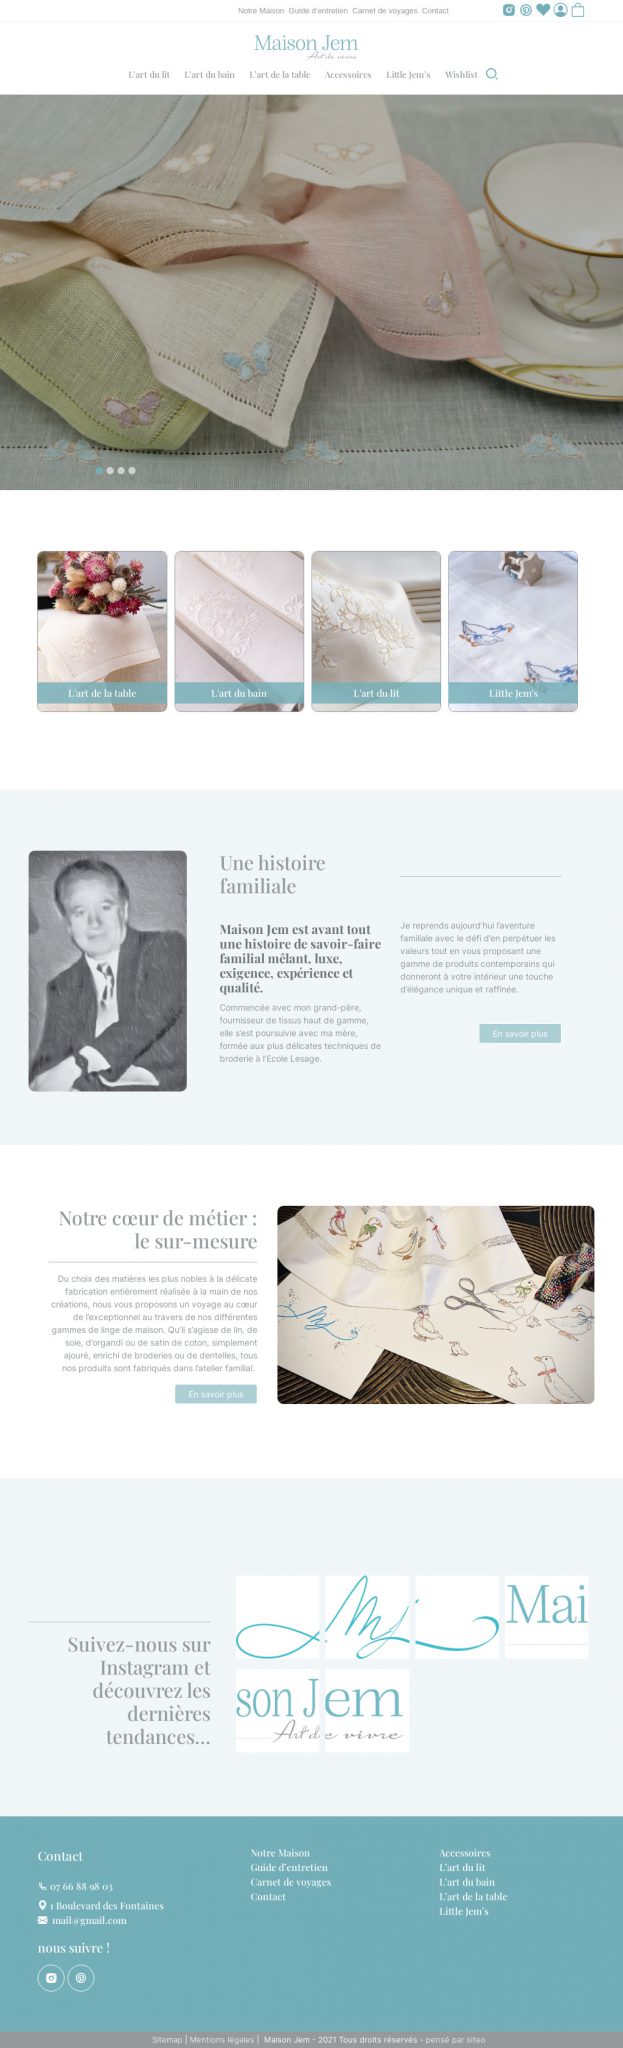 Notre Maison Guide d'entretien Carnet de voyages Contact
Maison Jem
Art de vivre
L'art du lit L'art du bain L'art de la table Accessoires Little Jem's Wishlist
L'art de la table
L'art du bain
L'art du lit
Little Jem's
Une histoire
familiale
Maison Jem est avant tout
une histoire de savoir-faire
familial mêlant, luxe,
exigence, expérience et
qualité.
Commencée avec mon grand-père,
fournisseur de tissus haut de gamme,
elle s'est poursuivie avec ma mère,
formée aux plus délicates techniques de
broderie à l'Ecole Lesage.
Je reprends aujourd'hui l'aventure
familiale avec le défi d'en perpétuer les
valeurs tout en vous proposant une
gamme de produits contemporains qui
donneront à votre intérieur une touche
d'élégance unique et raffinée.
En savoir plus
Notre cœur de métier :
le sur-mesure
Du choix des matières les plus nobles à la délicate
fabrication entièrement réalisée à la main de nos
créations, nous vous proposons un voyage au cœur
de l'exceptionnel au travers de nos différentes
gammes de linge de maison. Qu'il s'agisse de lin, de
soie, d'organdi ou de satin de coton, simplement
ajouré, enrichi de broderies ou de dentelles, tous
nos produits sont fabriqués dans l'atelier familial.
En savoir plus
Suivez-nous sur
Instagram et
découvrez les
dernières
tendances...
Mai
son Jem
Art de vivre
Contact
07 66 88 98 03
1 Boulevard des Fontaines
mail@gmail.com
nous suivre !
Notre Maison
Guide d'entretien
Carnet de voyages
Contact
Accessoires
L'art du lit
L'art du bain
L'art de la table
Little Jem's
Sitemap | Mentions légales | Maison Jem - 2021 Tous droits réservés - pensé par siteo